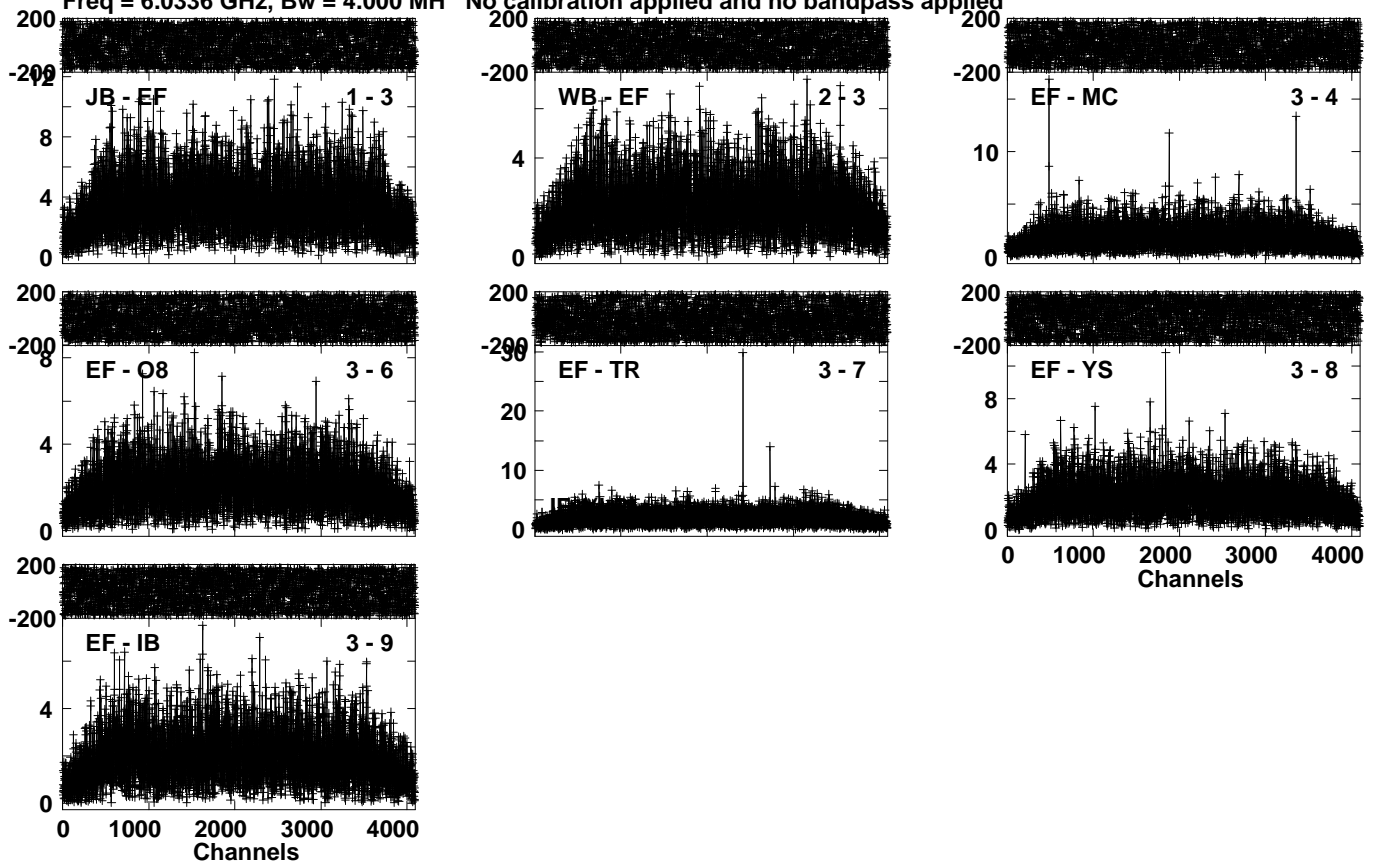 Freq = 6.0336 GHz, Bw = 4.000 MH No calibration applied and no bandpass applied
200
-200
12
8
4
0
JB - EF 1 - 3
200
-200
4
0
WB - EF 2 - 3
200
-200
10
0
EF - MC 3 - 4
200
-200
8
4
0
EF - O8 3 - 6
200
-200
30
20
10
0
EF - TR 3 - 7
200
-200
8
4
0
EF - YS 3 - 8
0 1000 2000 3000 4000
Channels
200
-200
4
0
EF - IB 3 - 9
0 1000 2000 3000 4000
Channels